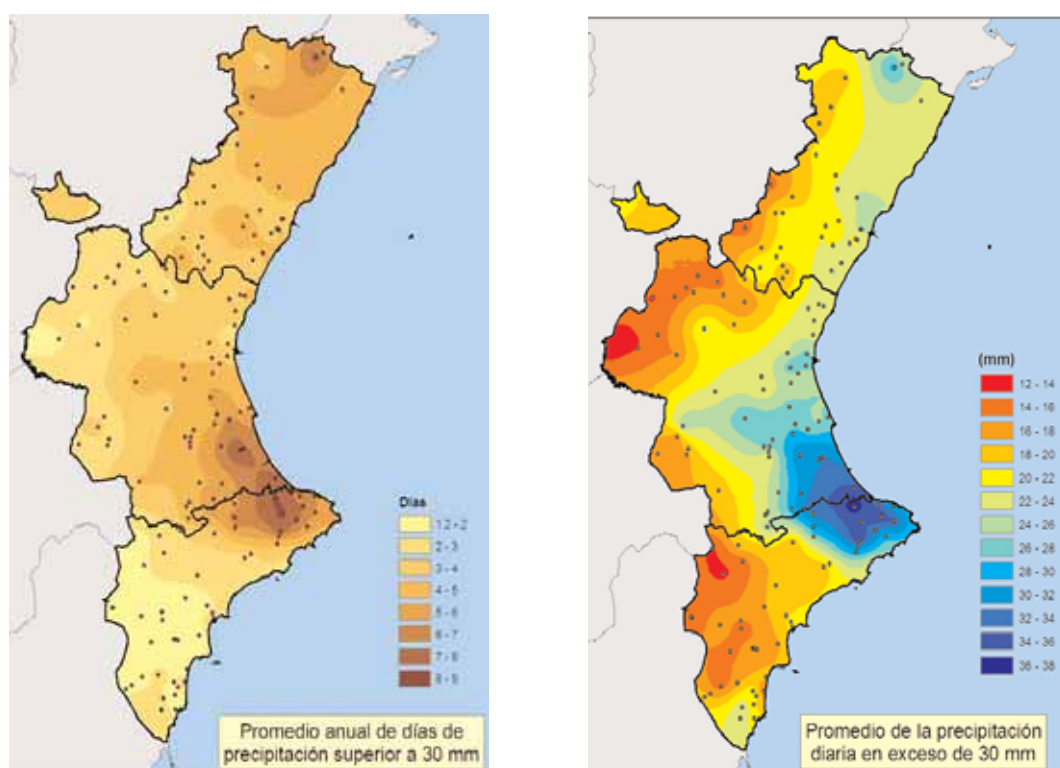 Días
1.2 - 2
2 - 3
3 - 4
4 - 5
5 - 6
6 - 7
7 - 8
8 - 9
Promedio anual de días de
precipitación superior a 30 mm
(mm)
12 - 14
14 - 16
16 - 18
18 - 20
20 - 22
22 - 24
24 - 26
26 - 28
28 - 30
30 - 32
32 - 34
34 - 36
36 - 38
Promedio de la precipitación
diaria en exceso de 30 mm